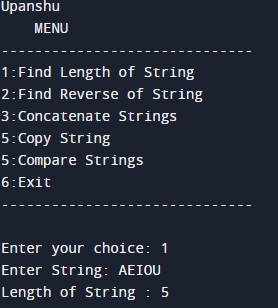 Upanshu
MENU
------------------------------
1:Find Length of String
2:Find Reverse of String
3:Concatenate Strings
5:Copy String
5:Compare Strings
6:Exit
------------------------------
Enter your choice: 1
Enter String: AEIOU
Length of String : 5